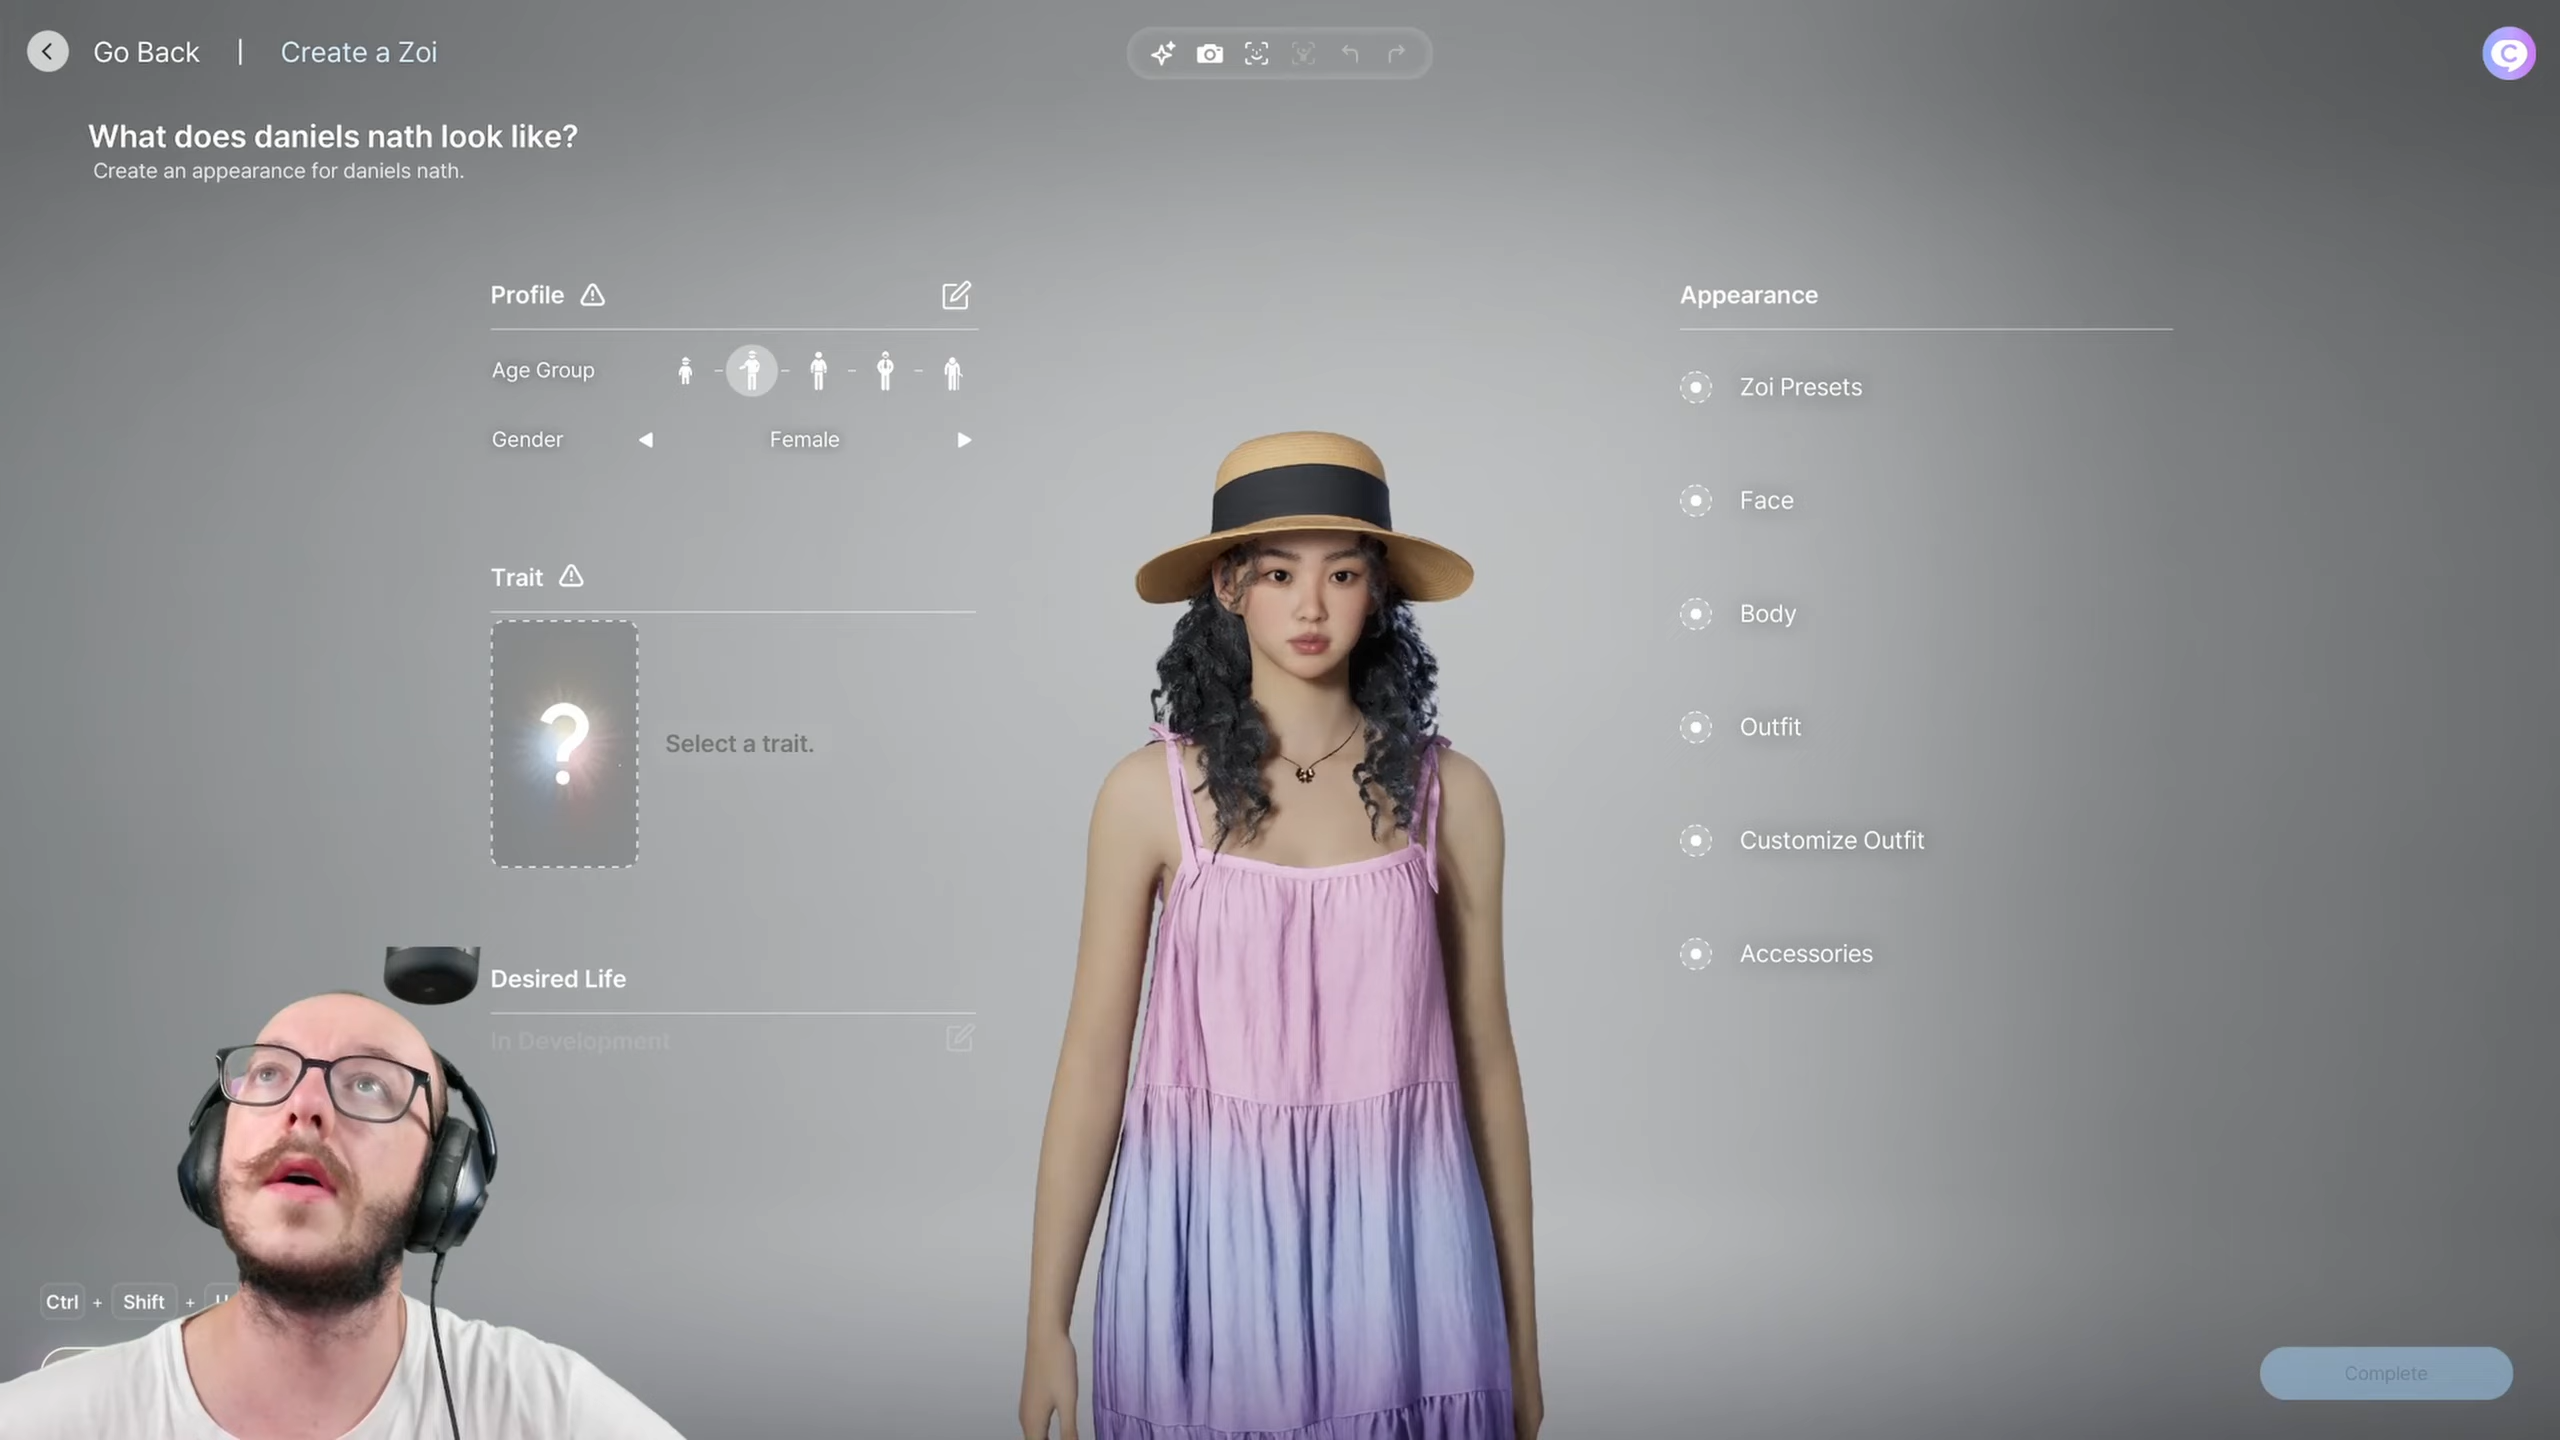 Go Back | Create a Zoi
What does daniels nath look like?
Create an appearance for daniels nath.
Profile
Age Group
Gender
Female
Trait
Select a trait.
Desired Life
In Development
Appearance
Zoi Presets
Face
Body
Outfit
Customize Outfit
Accessories
Ctrl + Shift +
Complete